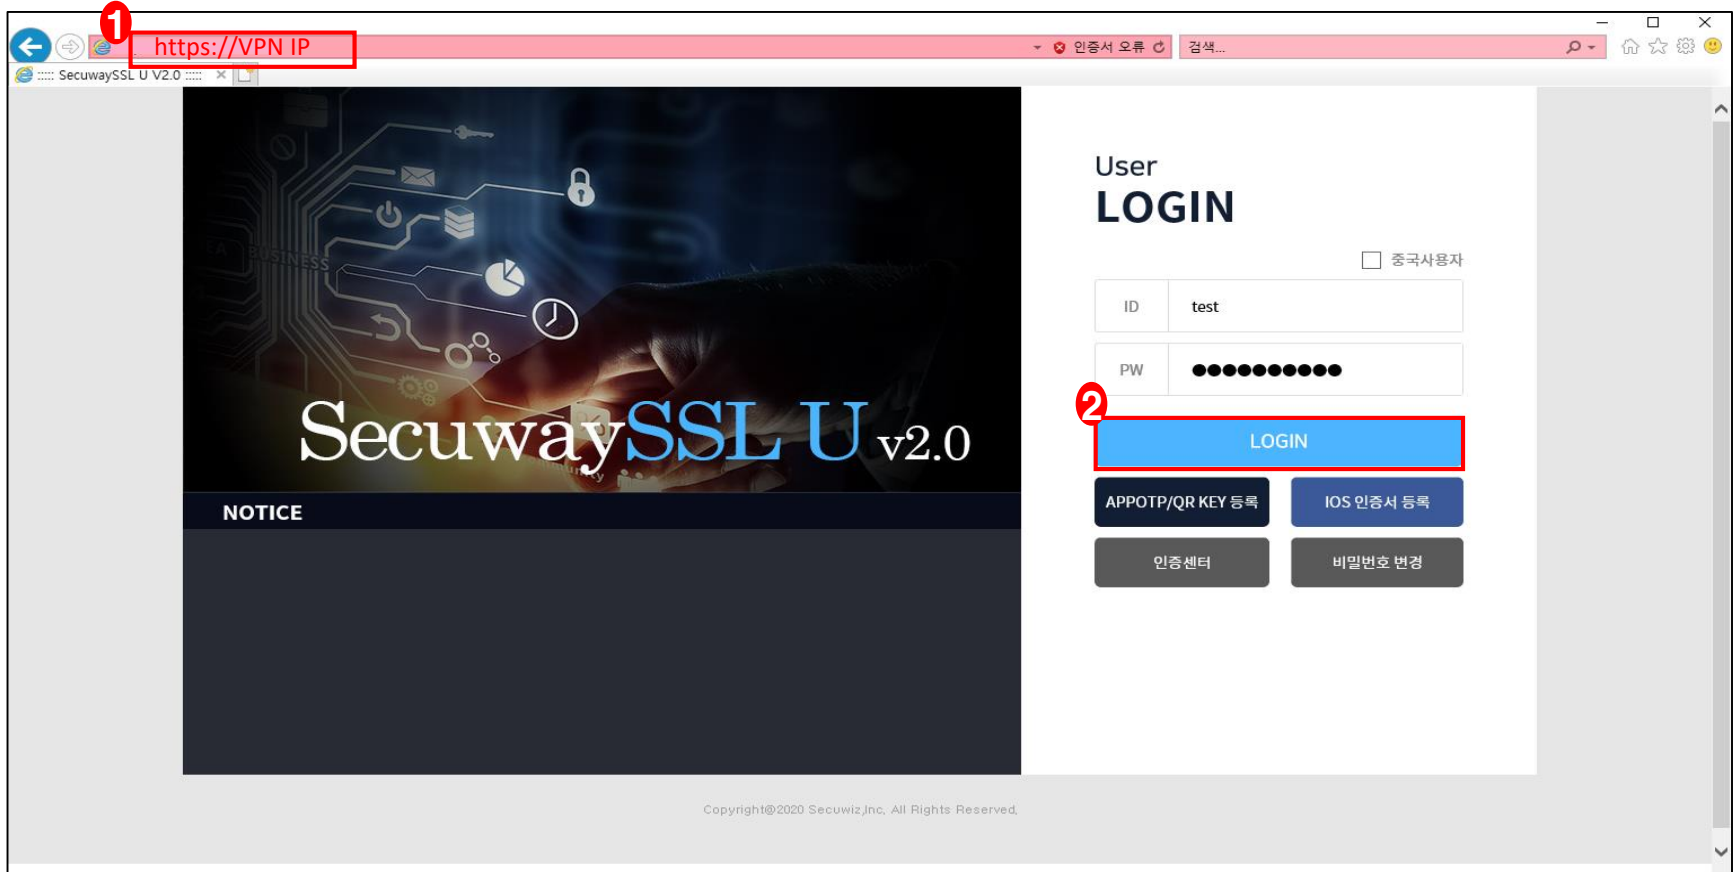 1
https://VPN IP
인증서 오류
검색...
::::: SecuwaySSL U V2.0 :::::
User
LOGIN
중국사용자
ID
test
PW
2
LOGIN
APPOTP/QR KEY 등록
IOS 인증서 등록
인증센터
비밀번호 변경
BUSINESS
SecuwaySSL U v2.0
NOTICE
Copyright@2020 Secuwiz,Inc, All Rights Reserved,